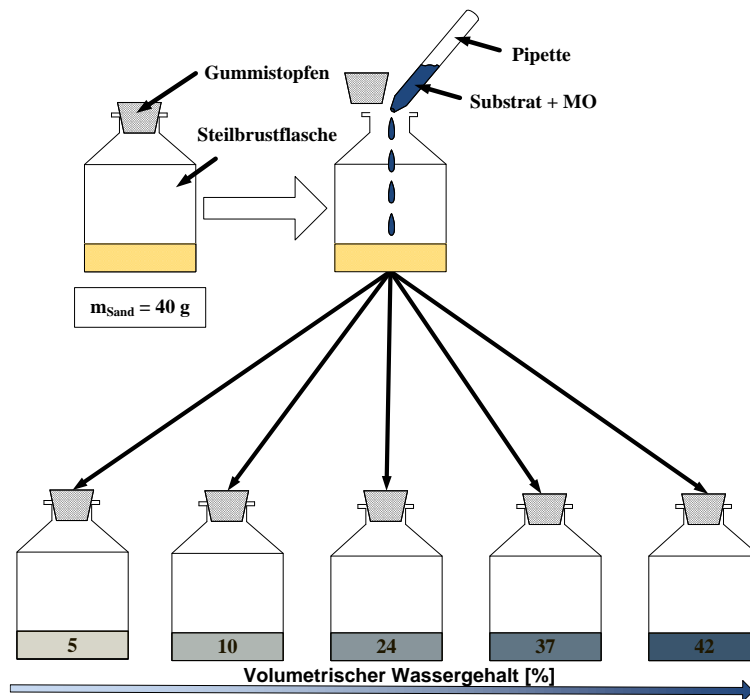 Pipette
Gummistopfen
Substrat + MO
Steilbrustflasche
mSand = 40 g
5 10 24 37 42
Volumetrischer Wassergehalt [%]